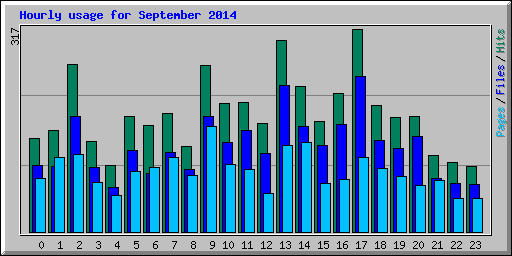 Hourly usage for September 2014
317
Pages / Files / Hits
0 1 2 3 4 5 6 7 8 9 10 11 12 13 14 15 16 17 18 19 20 21 22 23